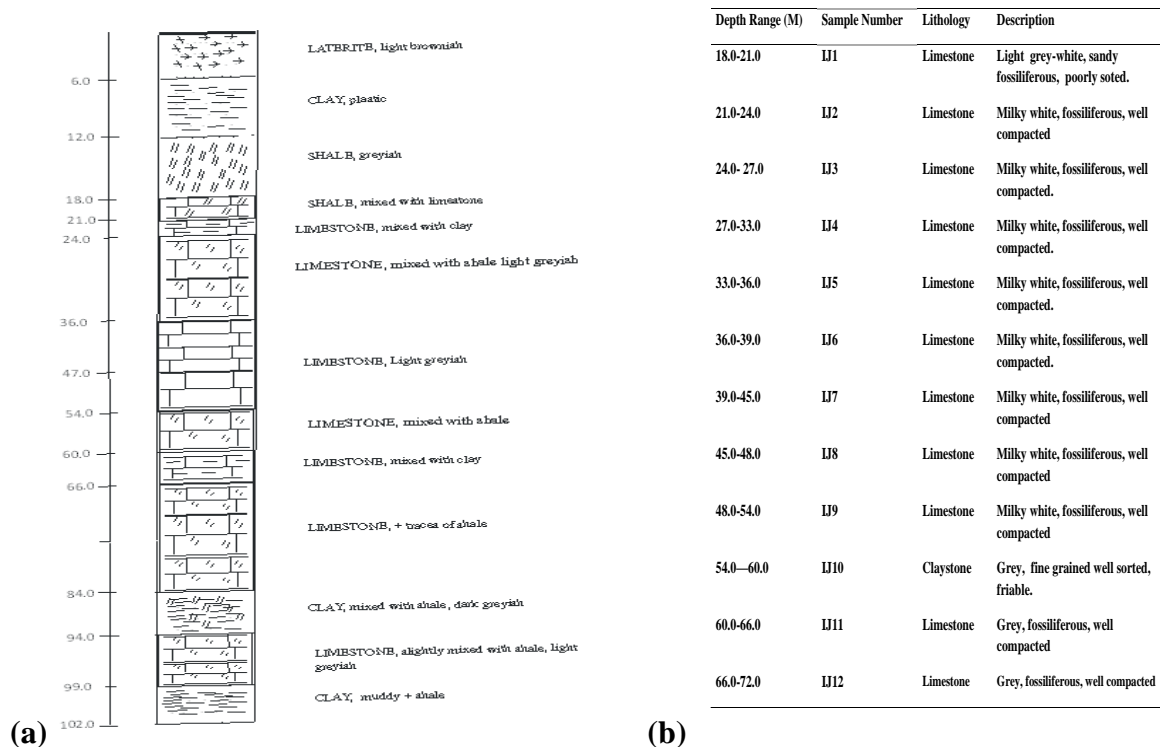 LATERITE, light brownish
6.0
CLAY, plastic
12.0
SHALE, greyish
18.0
SHALE, mixed with limestone
21.0
LIMESTONE, mixed with clay
24.0
LIMESTONE, mixed with shale light greyish
36.0
LIMESTONE, Light greyish
47.0
54.0
LIMESTONE, mixed with shale
60.0
LIMESTONE, mixed with clay
66.0
LIMESTONE, + traces of shale
84.0
CLAY, mixed with shale, dark greyish
94.0
LIMESTONE, slightly mixed with shale, light
greyish
99.0
CLAY, muddy + shale
102.0
(a)
Depth Range (M) Sample Number Lithology Description
18.0-21.0 IJ1 Limestone Light grey-white, sandy
fossiliferous, poorly soted.
21.0-24.0 IJ2 Limestone Milky white, fossiliferous, well
compacted
24.0- 27.0 IJ3 Limestone Milky white, fossiliferous, well
compacted.
27.0-33.0 IJ4 Limestone Milky white, fossiliferous, well
compacted.
33.0-36.0 IJ5 Limestone Milky white, fossiliferous, well
compacted.
36.0-39.0 IJ6 Limestone Milky white, fossiliferous, well
compacted.
39.0-45.0 IJ7 Limestone Milky white, fossiliferous, well
compacted
45.0-48.0 IJ8 Limestone Milky white, fossiliferous, well
compacted
48.0-54.0 IJ9 Limestone Milky white, fossiliferous, well
compacted
54.0—60.0 IJ10 Claystone Grey, fine grained well sorted,
friable.
60.0-66.0 IJ11 Limestone Grey, fossiliferous, well
compacted
66.0-72.0 IJ12 Limestone Grey, fossiliferous, well compacted
(b)